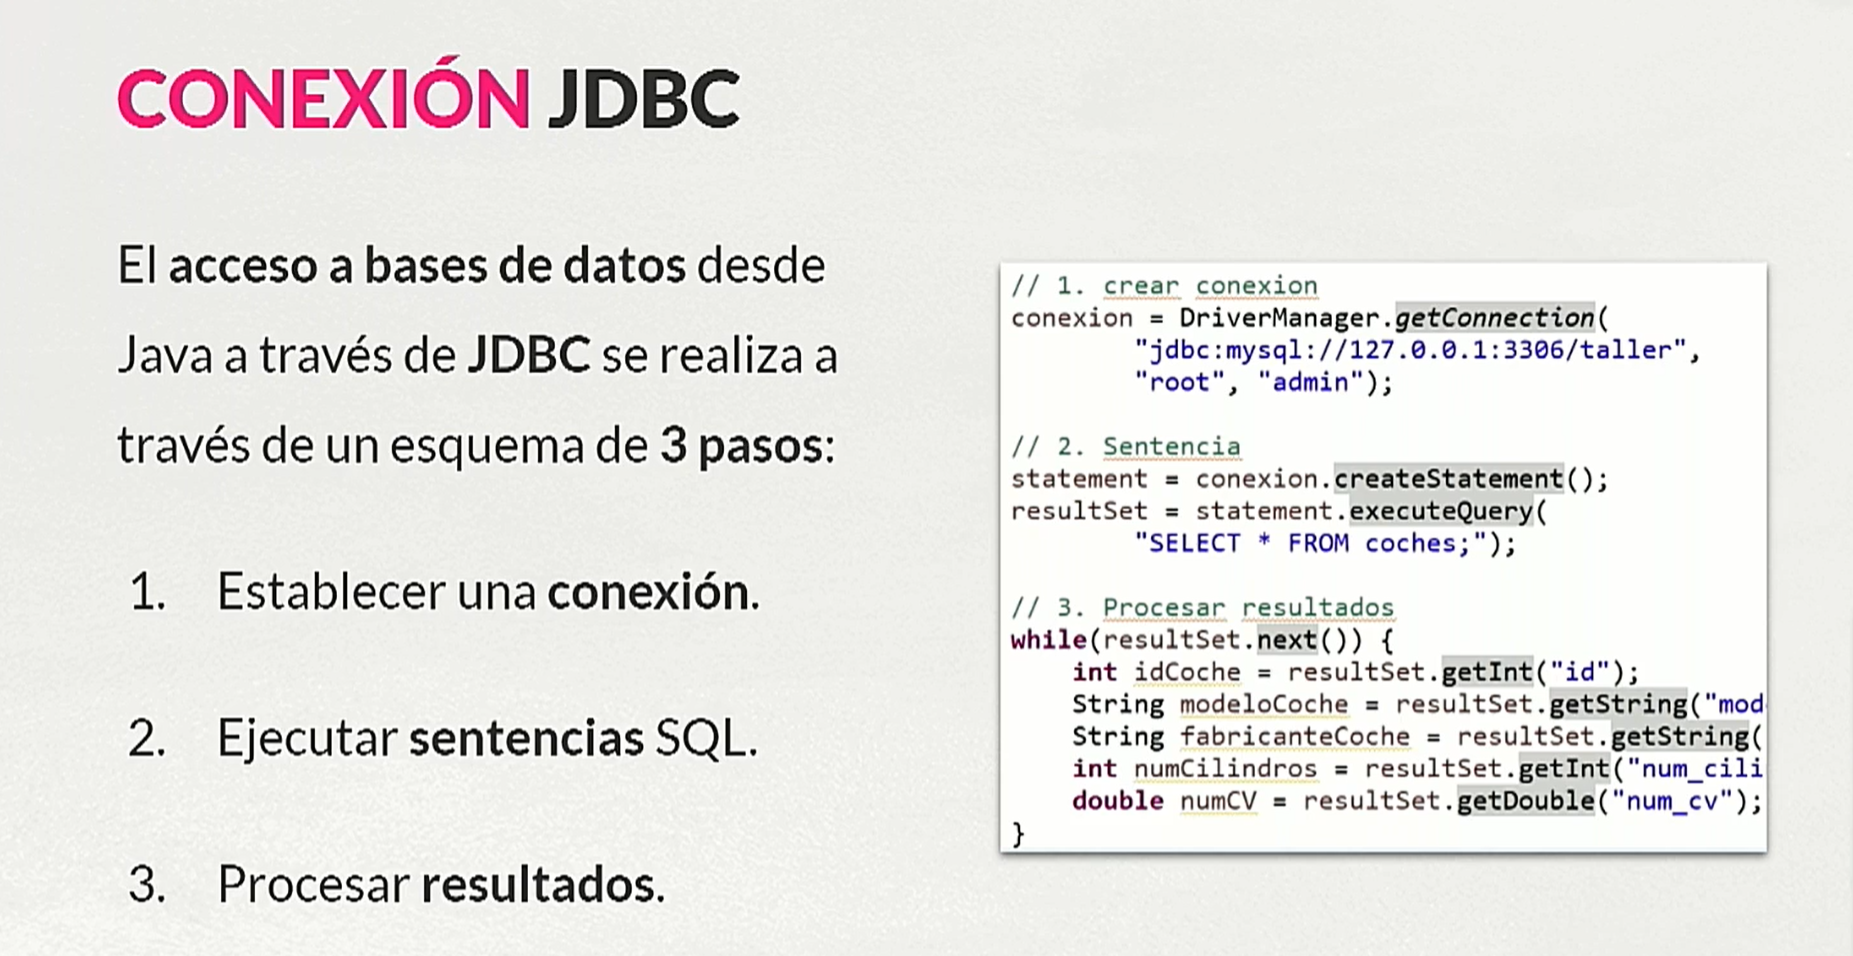 CONEXIÓN JDBC
El acceso a bases de datos desde
Java a través de JDBC se realiza a
través de un esquema de 3 pasos:
1. Establecer una conexión.
2. Ejecutar sentencias SQL.
3. Procesar resultados.
// 1. crear conexion
conexion = DriverManager.getConnection(
"jdbc:mysql://127.0.0.1:3306/taller",
"root", "admin");
// 2. Sentencia
statement = conexion.createStatement();
resultSet = statement.executeQuery(
"SELECT * FROM coches;");
// 3. Procesar resultados
while(resultSet.next()) {
int idCoche = resultSet.getInt("id");
String modeloCoche = resultSet.getString("mod
String fabricanteCoche = resultSet.getString(
int numCilindros = resultSet.getInt("num_cili
double numCV = resultSet.getDouble("num_cv");
}